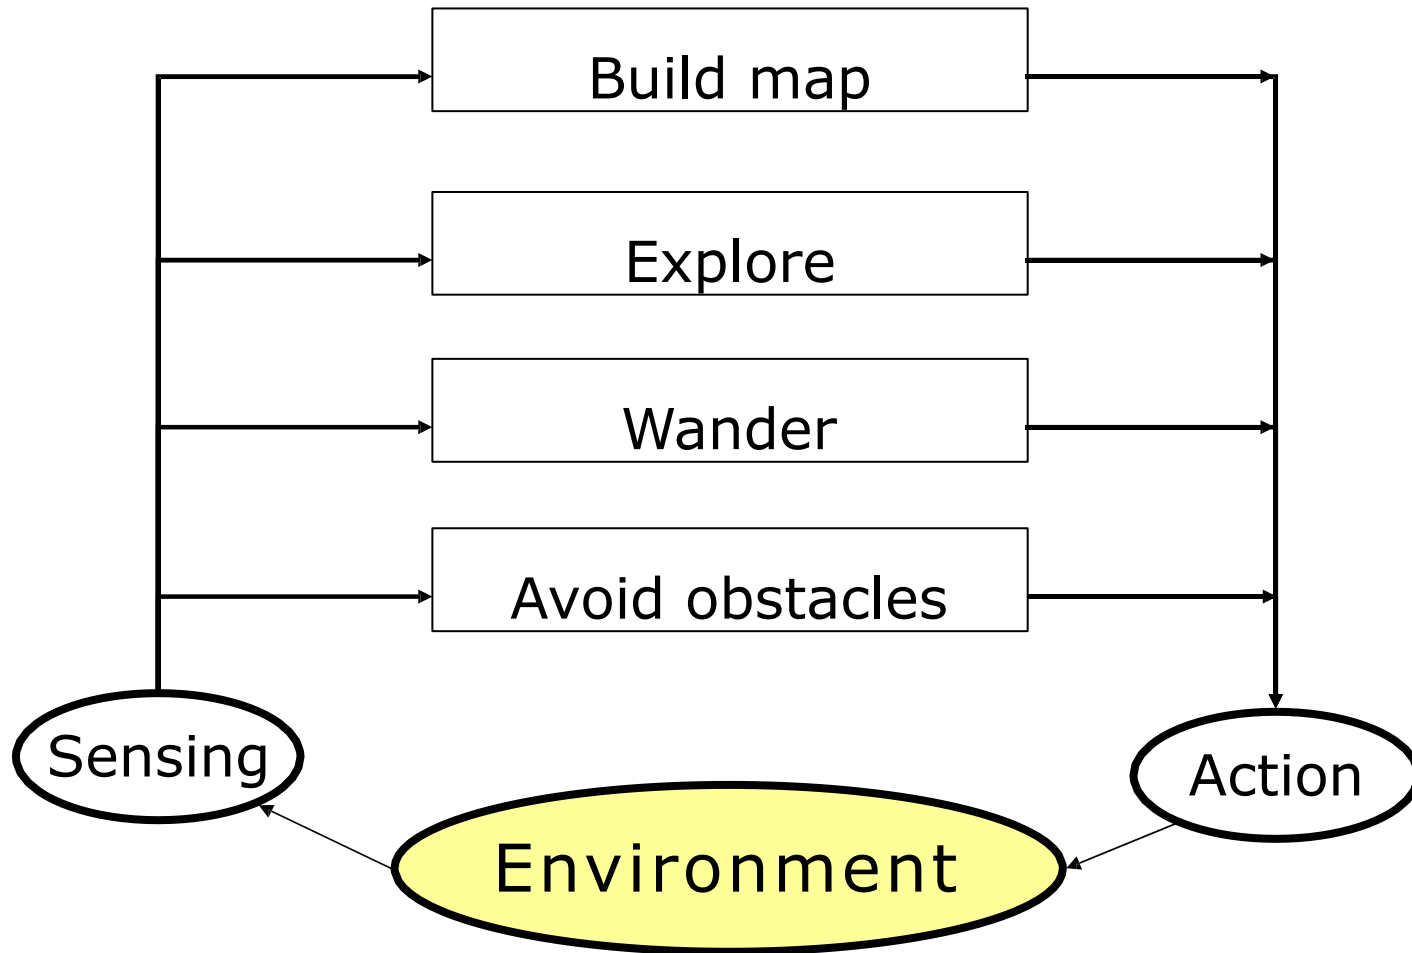 Build map
Explore
Wander
Avoid obstacles
Sensing
Action
Environment